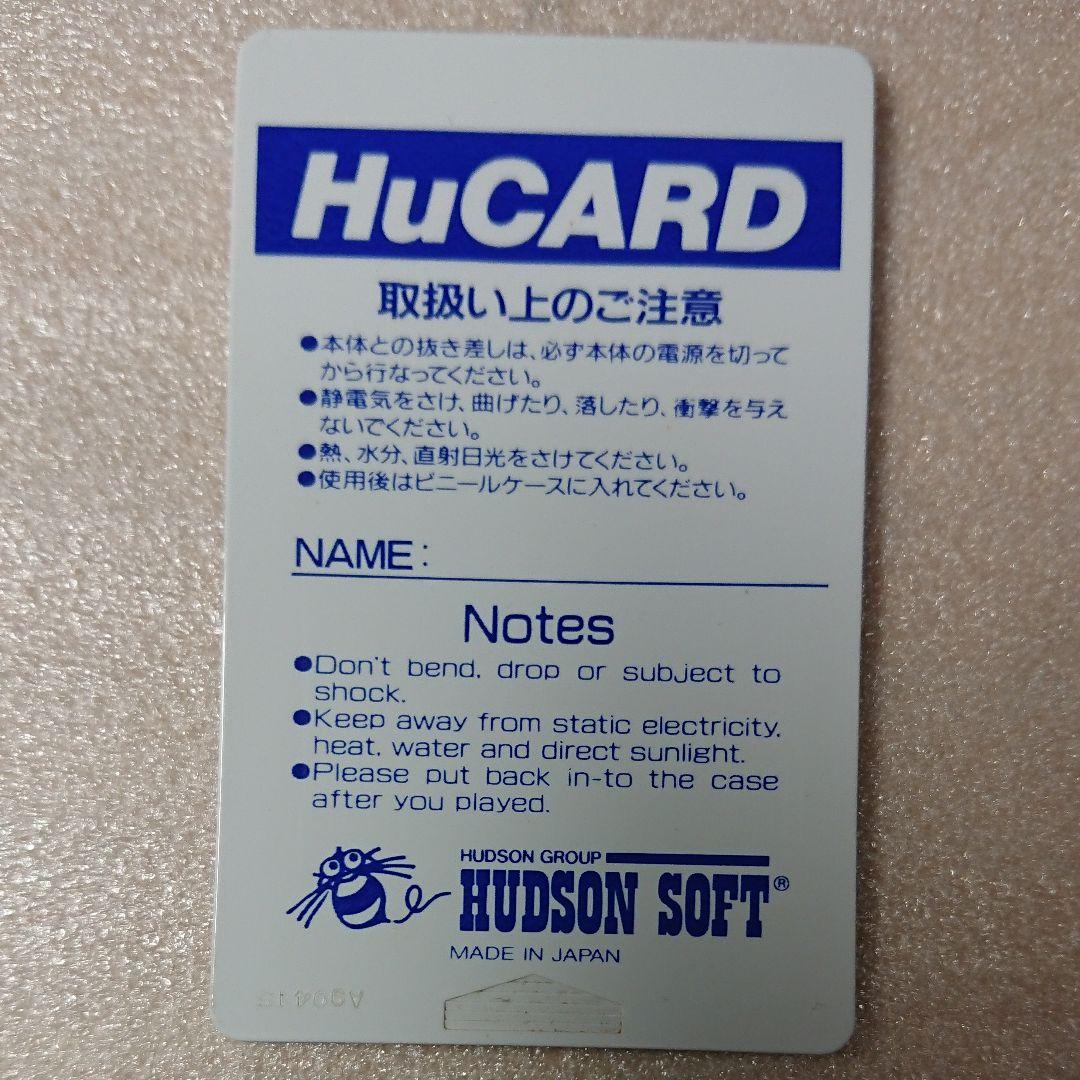 HuCARD
取扱い上のご注意
●本体との抜き差しは、必ず本体の電源を切って
から行なってください。
●静電気をさけ、曲げたり、落したり、衝撃を与え
ないでください。
●熱、水分、直射日光をさけてください。
●使用後はビニールケースに入れてください。
NAME:
Notes
●Don't bend, drop or subject to
shock.
●Keep away from static electricity,
heat, water and direct sunlight.
●Please put back in-to the case
after you played.
HUDSON GROUP
HUDSON SOFT®
MADE IN JAPAN